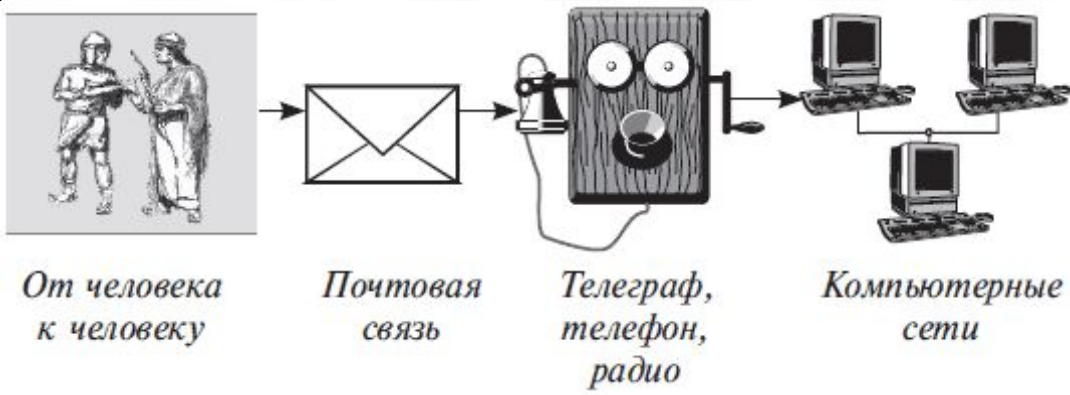 От человека
к человеку
Почтовая
связь
Телеграф,
телефон,
радио
Компьютерные
сети